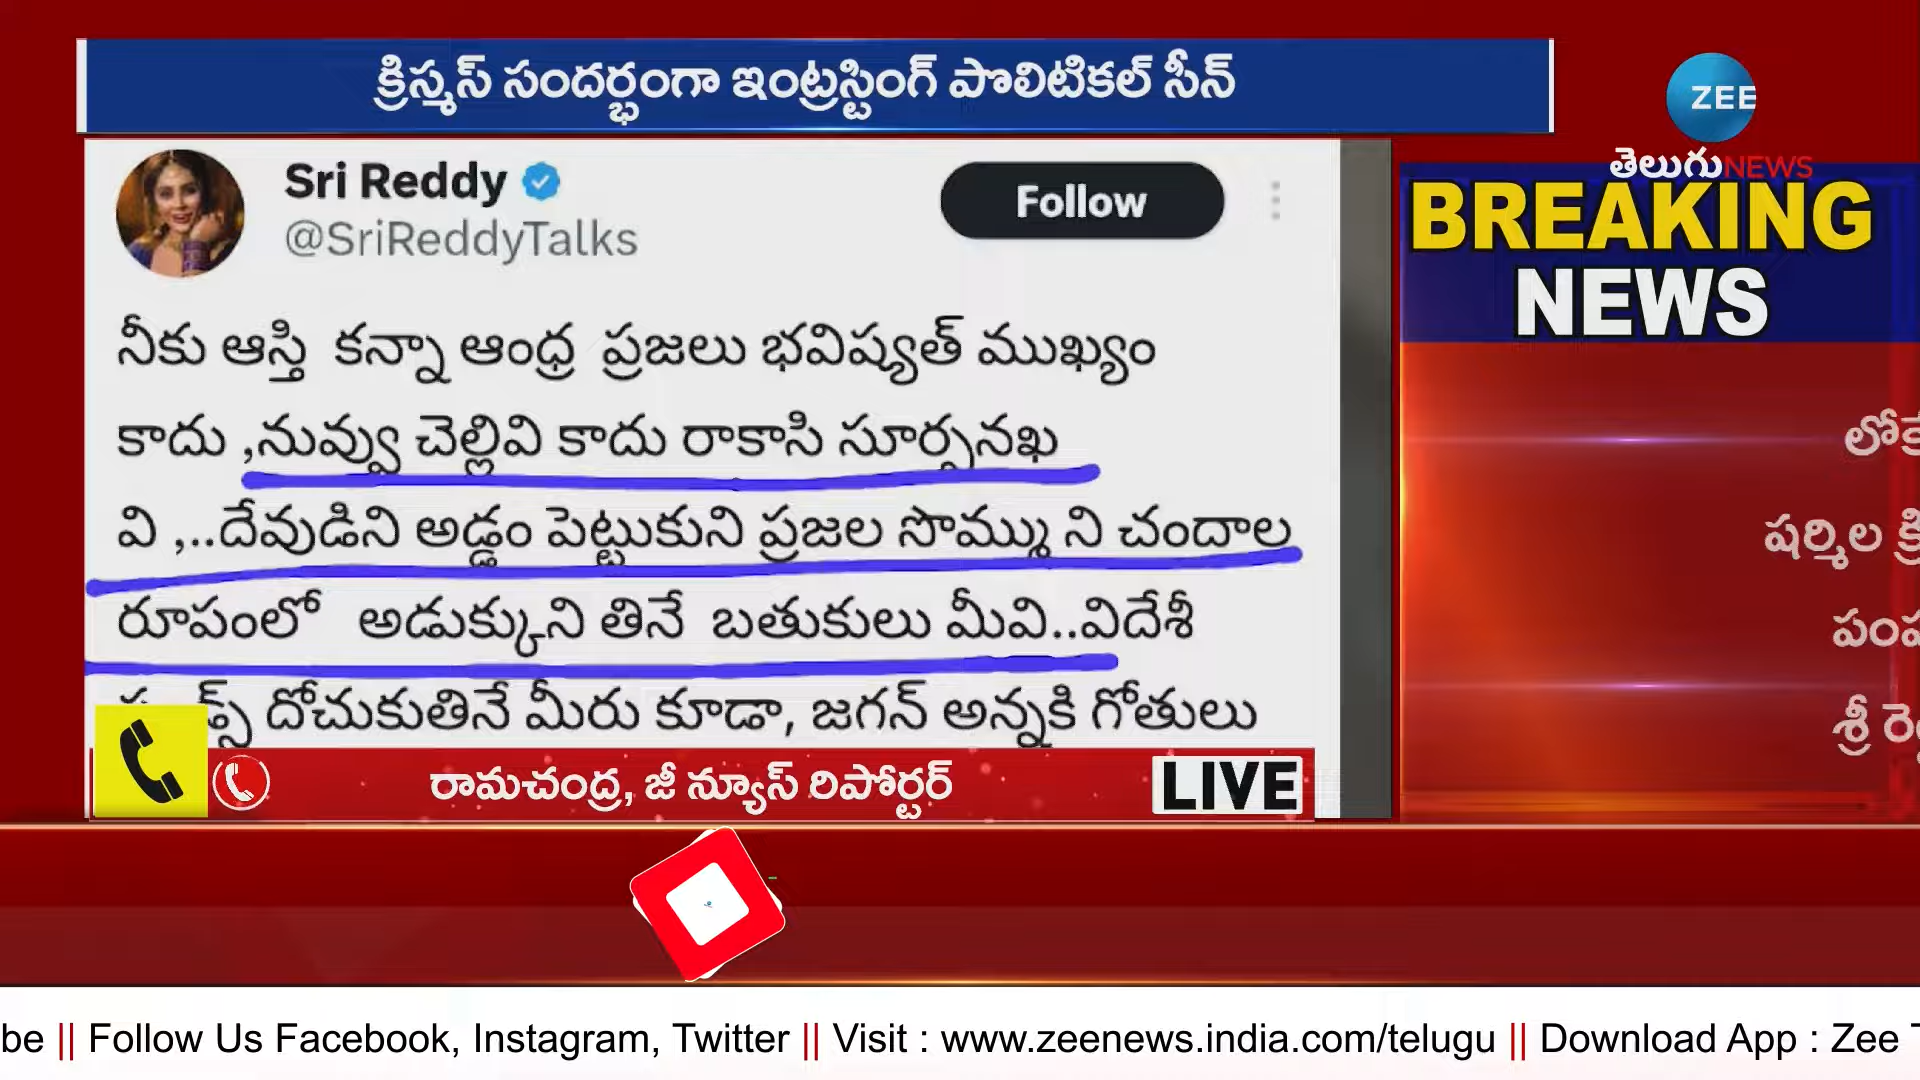 క్రిస్మస్ సందర్భంగా ఇంట్రస్టింగ్ పొలిటికల్ సీన్
ZEE
తెలుగు NEWS
BREAKING
NEWS
Sri Reddy
@SriReddyTalks
Follow
నీకు ఆస్తి కన్నా ఆంధ్ర ప్రజలు భవిష్యత్ ముఖ్యం
కాదు ,నువ్వు చెల్లివి కాదు రాకాసి సూర్పనఖ
వి ,..దేవుడిని అడ్డం పెట్టుకుని ప్రజల సొమ్ము ని చందాల
రూపంలో అడుక్కుని తినే బతుకులు మీవి..విదేశీ
దోచుకుతినే మీరు కూడా, జగన్ అన్నకి గోతులు
షర్మిల
శ్రీ
రామచంద్ర, జీ న్యూస్ రిపోర్టర్
LIVE
be || Follow Us Facebook, Instagram, Twitter || Visit : www.zeenews.india.com/telugu || Download App : Zee